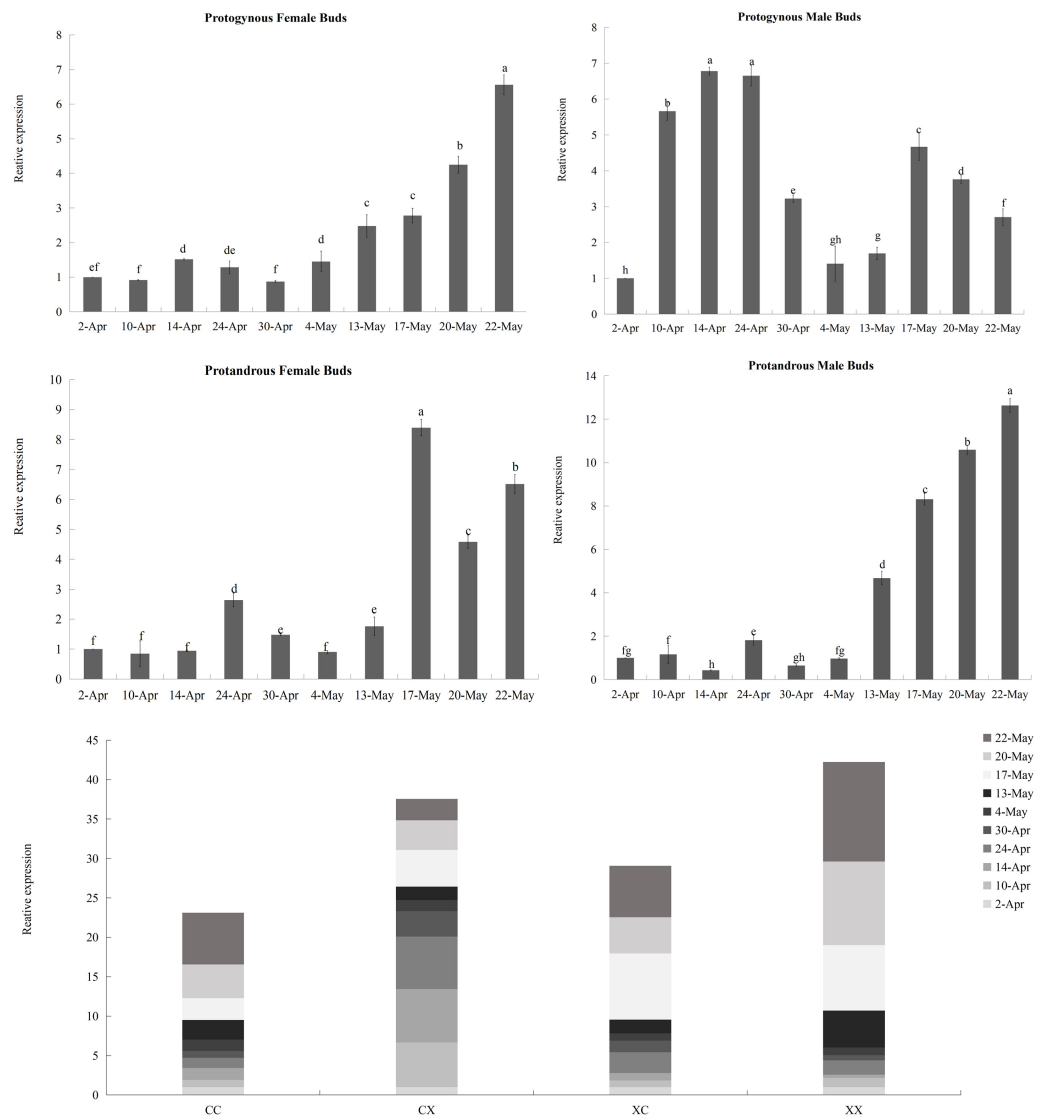 Protogynous Female Buds
Reative expression
8
7
6
5
4
3
2
1
0
ef
f
d
de
f
d
c
c
b
a
2-Apr 10-Apr 14-Apr 24-Apr 30-Apr 4-May 13-May 17-May 20-May 22-May
Protogynous Male Buds
Reative expression
8
7
6
5
4
3
2
1
0
h
b
a
a
e
gh
g
c
d
f
2-Apr 10-Apr 14-Apr 24-Apr 30-Apr 4-May 13-May 17-May 20-May 22-May
Protandrous Female Buds
Reative expression
10
9
8
7
6
5
4
3
2
1
0
f
f
f
d
e
f
e
a
c
b
2-Apr 10-Apr 14-Apr 24-Apr 30-Apr 4-May 13-May 17-May 20-May 22-May
Protandrous Male Buds
Reative expression
14
12
10
8
6
4
2
0
fg
f
h
e
gh
fg
d
c
b
a
2-Apr 10-Apr 14-Apr 24-Apr 30-Apr 4-May 13-May 17-May 20-May 22-May
Reative expression
45
40
35
30
25
20
15
10
5
0
CC CX XC XX
22-May
20-May
17-May
13-May
4-May
30-Apr
24-Apr
14-Apr
10-Apr
2-Apr